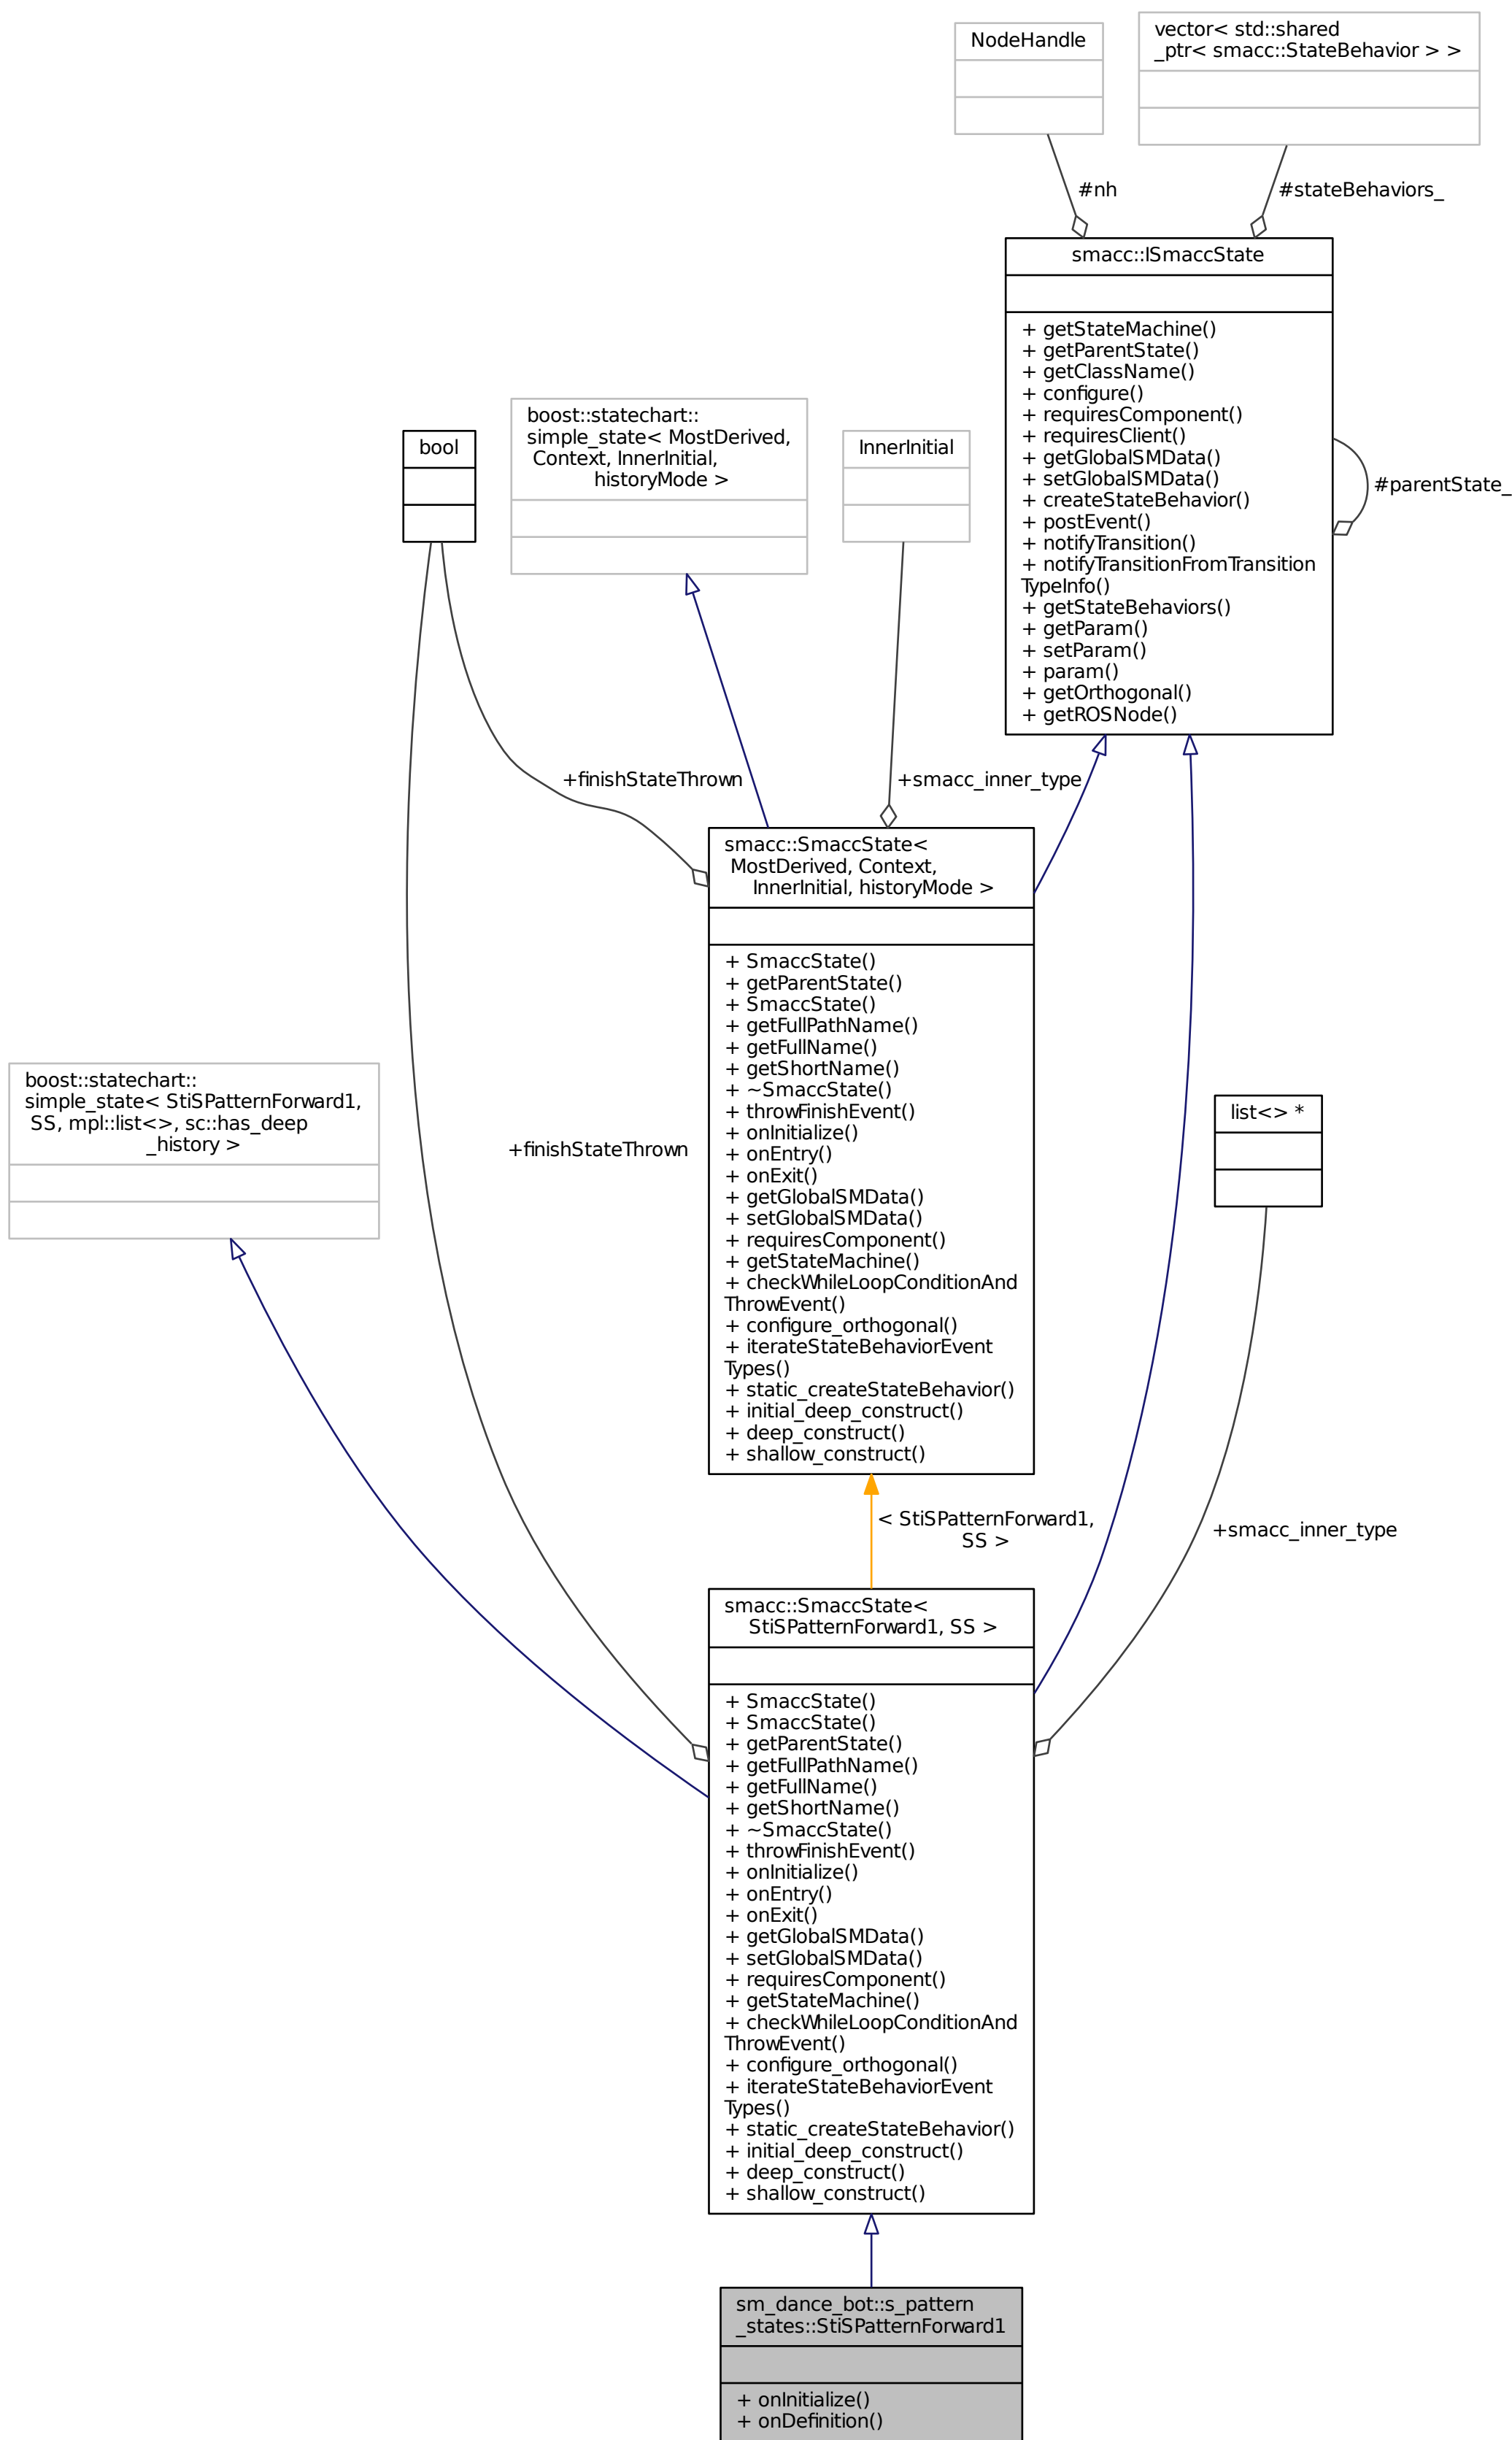 NodeHandle
vector< std::shared
_ptr< smacc::StateBehavior > >
#nh
#stateBehaviors_
smacc::ISmaccState
+ getStateMachine()
+ getParentState()
+ getClassName()
+ configure()
+ requiresComponent()
+ requiresClient()
+ getGlobalSMData()
+ setGlobalSMData()
+ createStateBehavior()
+ postEvent()
+ notifyTransition()
+ notifyTransitionFromTransition
TypeInfo()
+ getStateBehaviors()
+ getParam()
+ setParam()
+ param()
+ getOrthogonal()
+ getROSNode()
#parentState_
bool
boost::statechart::
simple_state< MostDerived,
Context, InnerInitial,
historyMode >
InnerInitial
+finishStateThrown
+smacc_inner_type
smacc::SmaccState<
MostDerived, Context,
InnerInitial, historyMode >
+ SmaccState()
+ getParentState()
+ SmaccState()
+ getFullPathName()
+ getFullName()
+ getShortName()
+ ~SmaccState()
+ throwFinishEvent()
+ onInitialize()
+ onEntry()
+ onExit()
+ getGlobalSMData()
+ setGlobalSMData()
+ requiresComponent()
+ getStateMachine()
+ checkWhileLoopConditionAnd
ThrowEvent()
+ configure_orthogonal()
+ iterateStateBehaviorEvent
Types()
+ static_createStateBehavior()
+ initial_deep_construct()
+ deep_construct()
+ shallow_construct()
boost::statechart::
simple_state< StiSPatternForward1,
SS, mpl::list<>, sc::has_deep
_history >
+finishStateThrown
list<> *
< StiSPatternForward1,
SS >
+smacc_inner_type
smacc::SmaccState<
StiSPatternForward1, SS >
+ SmaccState()
+ SmaccState()
+ getParentState()
+ getFullPathName()
+ getFullName()
+ getShortName()
+ ~SmaccState()
+ throwFinishEvent()
+ onInitialize()
+ onEntry()
+ onExit()
+ getGlobalSMData()
+ setGlobalSMData()
+ requiresComponent()
+ getStateMachine()
+ checkWhileLoopConditionAnd
ThrowEvent()
+ configure_orthogonal()
+ iterateStateBehaviorEvent
Types()
+ static_createStateBehavior()
+ initial_deep_construct()
+ deep_construct()
+ shallow_construct()
sm_dance_bot::s_pattern
_states::StiSPatternForward1
+ onInitialize()
+ onDefinition()